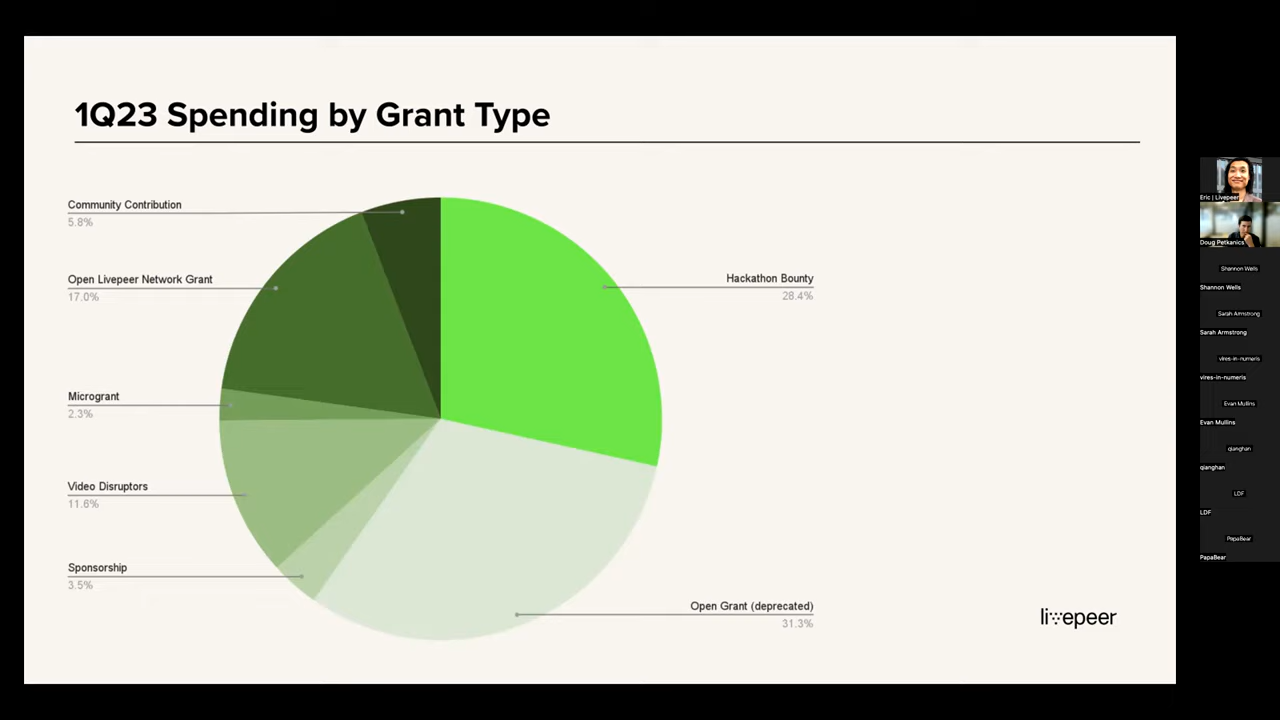 1Q23 Spending by Grant Type
Community Contribution
5.8%
Open Livepeer Network Grant
17.0%
Microgrant
2.3%
Video Disruptors
11.6%
Sponsorship
3.5%
Hackathon Bounty
28.4%
Open Grant (deprecated)
31.3%
livepeer
Eric | Livepeer
Doug Petkanics
Shannon Wells
Shannon Wells
Sarah Armstrong
Sarah Armstrong
vires-in-numeris
vires-in-numeris
Evan Mullins
Evan Mullins
qianghan
qianghan
LDF
LDF
PapaBear
PapaBear